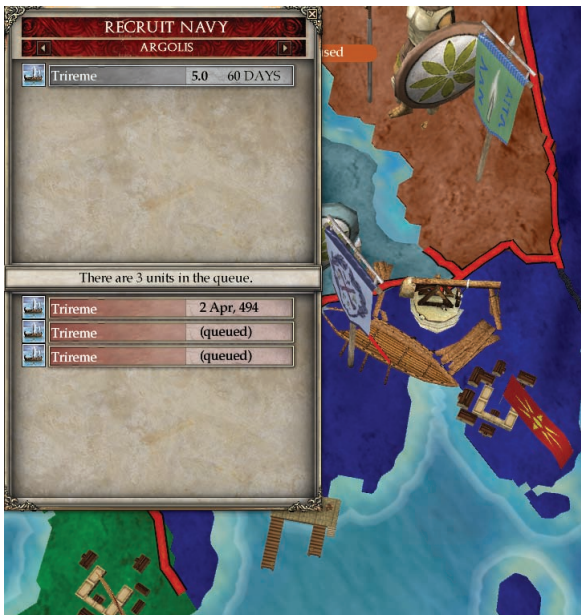 RECRUIT NAVY
ARGOLIS
Trireme 5.0 60 DAYS
There are 3 units in the queue.
Trireme 2 Apr, 494
Trireme (queued)
Trireme (queued)
used